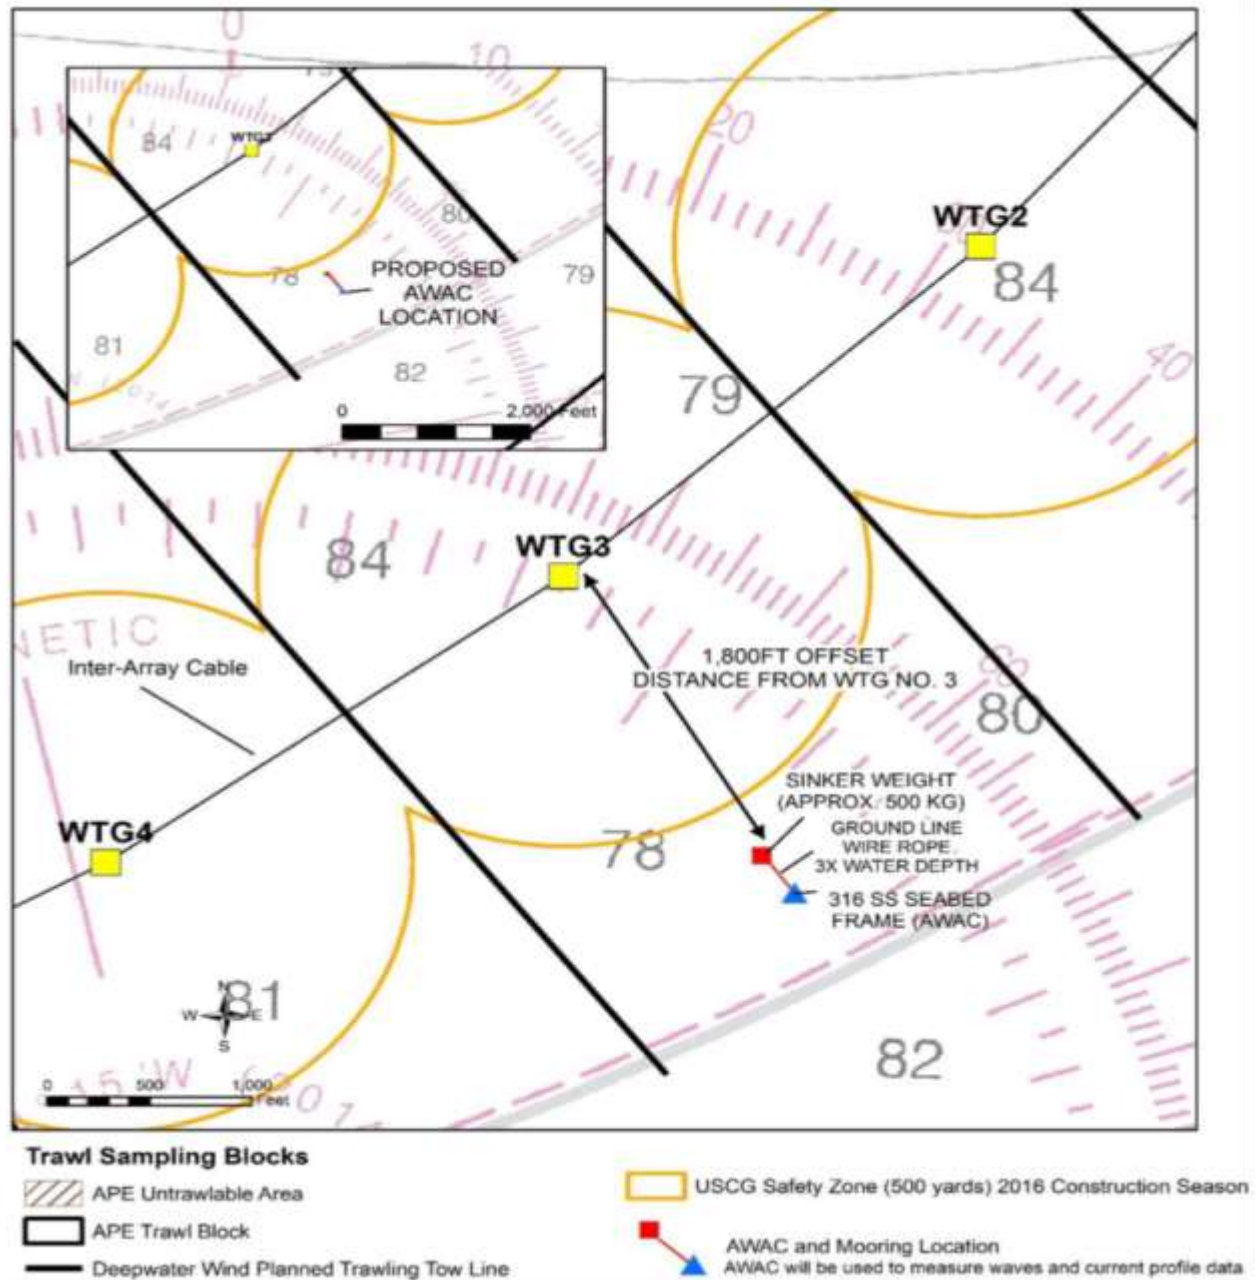 0
10
20
WTG2
84
40
WTG3
84
80
PROPOSED
AWAC
LOCATION
78
79
81
82
0
2,000 Feet
79
84
WTG3
NETIC
Inter-Array Cable
1,800FT OFFSET
DISTANCE FROM WTG NO. 3
60
80
SINKER WEIGHT
(APPROX. 500 KG)
GROUND LINE
WIRE ROPE
3X WATER DEPTH
78
WTG4
316 SS SEABED
FRAME (AWAC)
81
N
W
E
S
82
15'W
0
500
1,000
Feet
Trawl Sampling Blocks
APE Untrawlable Area
APE Trawl Block
Deepwater Wind Planned Trawling Tow Line
USCG Safety Zone (500 yards) 2016 Construction Season
AWAC and Mooring Location
AWAC will be used to measure waves and current profile data